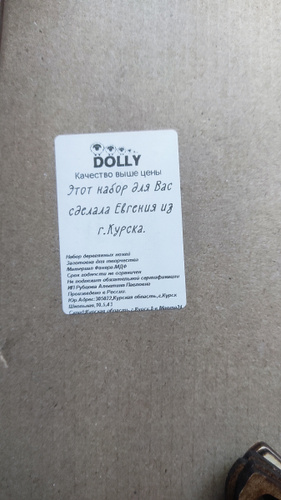 DOLLY
Качество выше цены
Этот набор для Вас
сделала Евгения из
г.Курска.
Набор деревянных ножей
Заготовка для творчества
Материал Фанера,МДФ
Срок годности не ограничен
Не подлежит обязательной сертификации
ИП Рубцова Алевтина Павловна
Произведено в России:
Юр.Адрес: 305022,Курская область,г.Курск